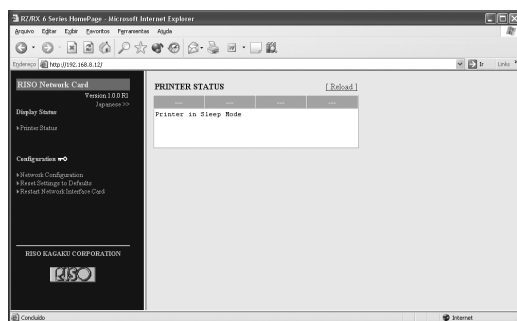 RZ/RX 6 Series HomePage - Microsoft Internet Explorer
Arquivo Editar Exibir Favoritos Ferramentas Ajuda
Endereço http://192.168.8.12/ Ir Links
RISO Network Card
Version 1.0.0 R1
Japanese >>
Display Status
Printer Status
Configuration
Network Configuration
Reset Settings to Defaults
Restart Network Interface Card
RISO KAGAKU CORPORATION
RISO
PRINTER STATUS [ Reload ]
--- --- --- ---
Printer in Sleep Mode
Concluído Internet